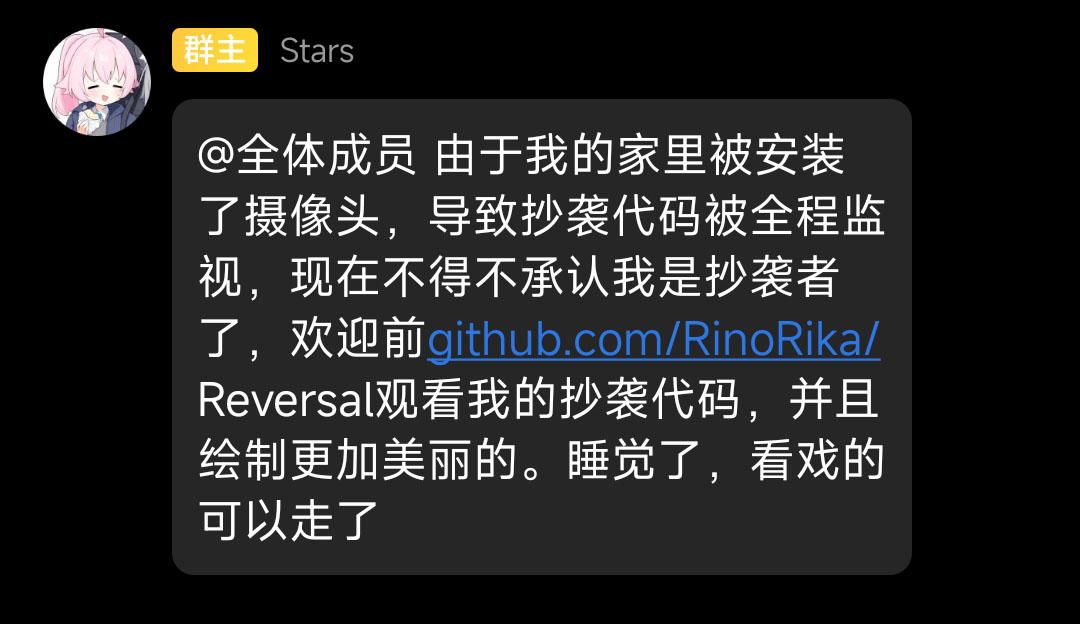 群主 Stars
@全体成员 由于我的家里被安装
了摄像头，导致抄袭代码被全程监
视，现在不得不承认我是抄袭者
了，欢迎前github.com/RinoRika/
Reversal观看我的抄袭代码，并且
绘制更加美丽的。睡觉了，看戏的
可以走了